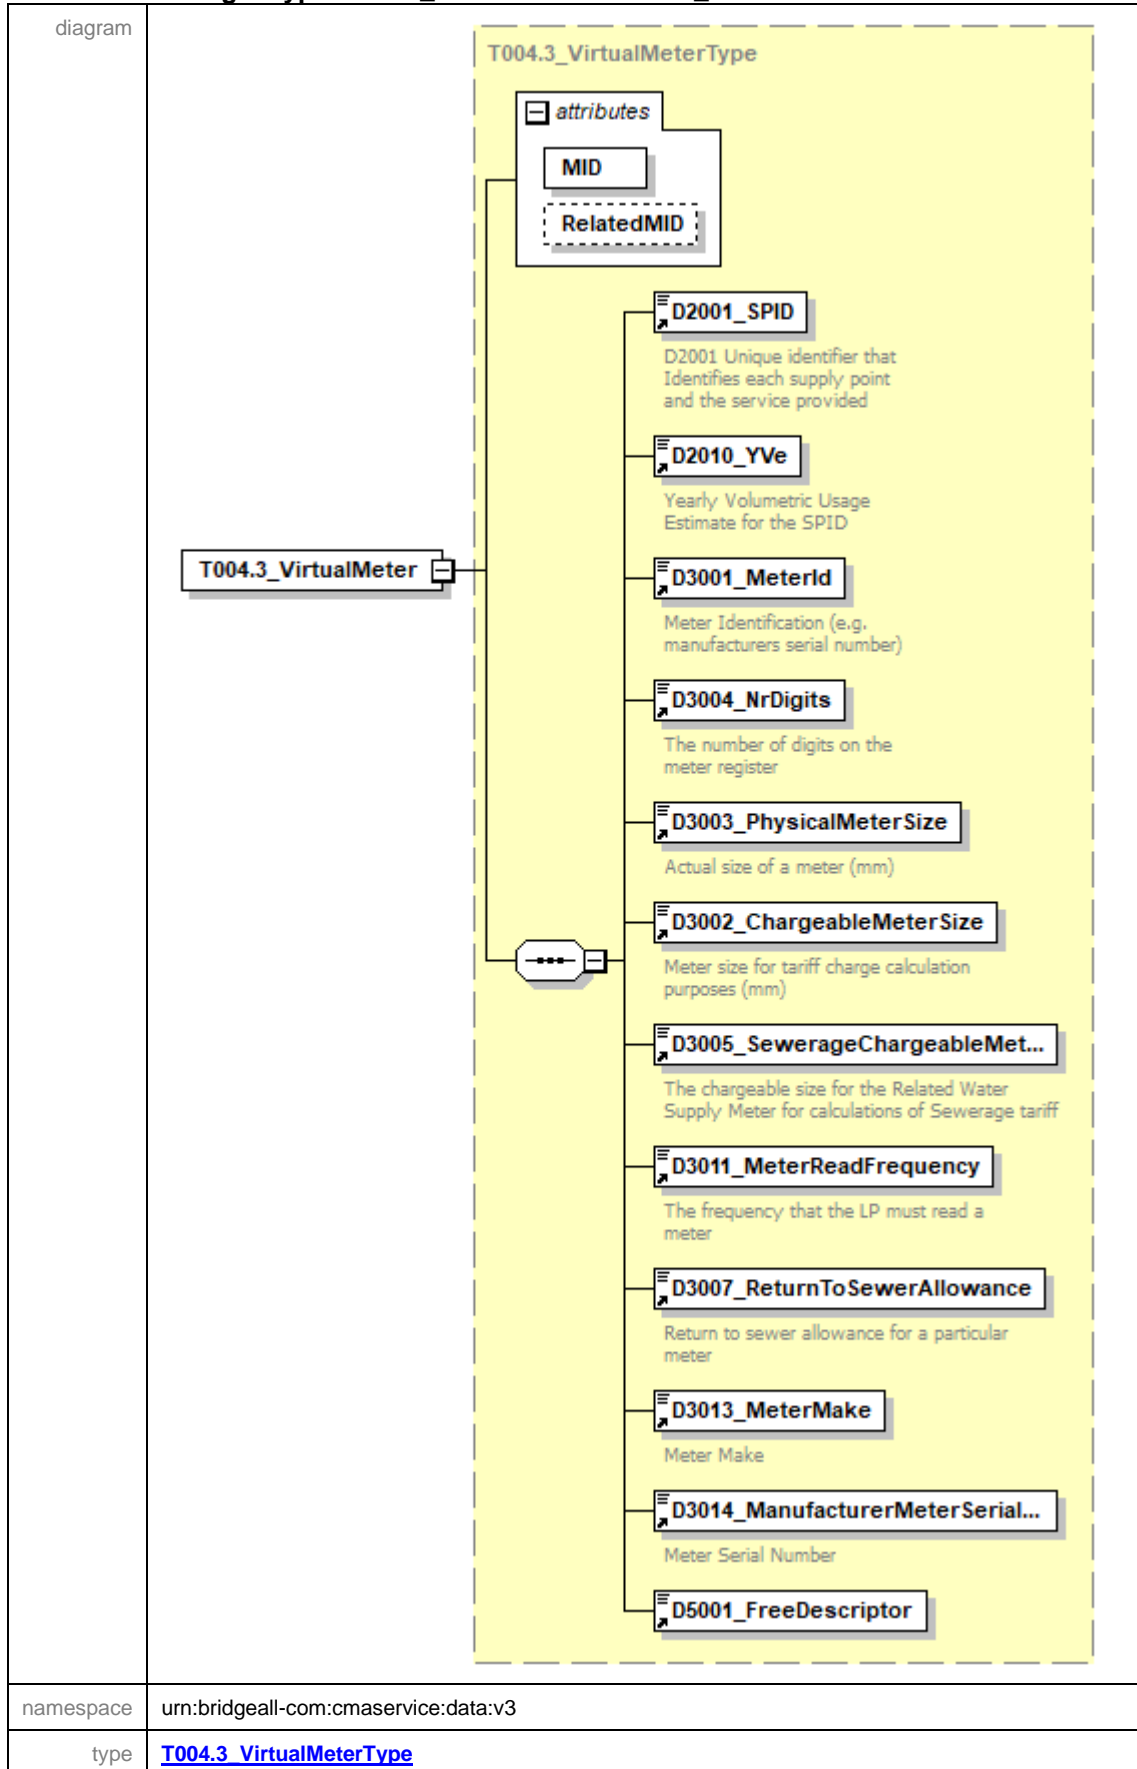 diagram
T004.3_VirtualMeterType
attributes
MID
RelatedMID
D2001_SPID
D2001 Unique identifier that
Identifies each supply point
and the service provided
D2010_YVe
Yearly Volumetric Usage
Estimate for the SPID
T004.3_VirtualMeter
D3001_MeterId
Meter Identification (e.g.
manufacturers serial number)
D3004_NrDigits
The number of digits on the
meter register
D3003_PhysicalMeterSize
Actual size of a meter (mm)
D3002_ChargeableMeterSize
Meter size for tariff charge calculation
purposes (mm)
D3005_SewerageChargeableMet...
The chargeable size for the Related Water
Supply Meter for calculations of Sewerage tariff
D3011_MeterReadFrequency
The frequency that the LP must read a
meter
D3007_ReturnToSewerAllowance
Return to sewer allowance for a particular
meter
D3013_MeterMake
Meter Make
D3014_ManufacturerMeterSerial...
Meter Serial Number
D5001_FreeDescriptor
namespace
urn:bridgeall-com:cmaservice:data:v3
type
T004.3_VirtualMeterType